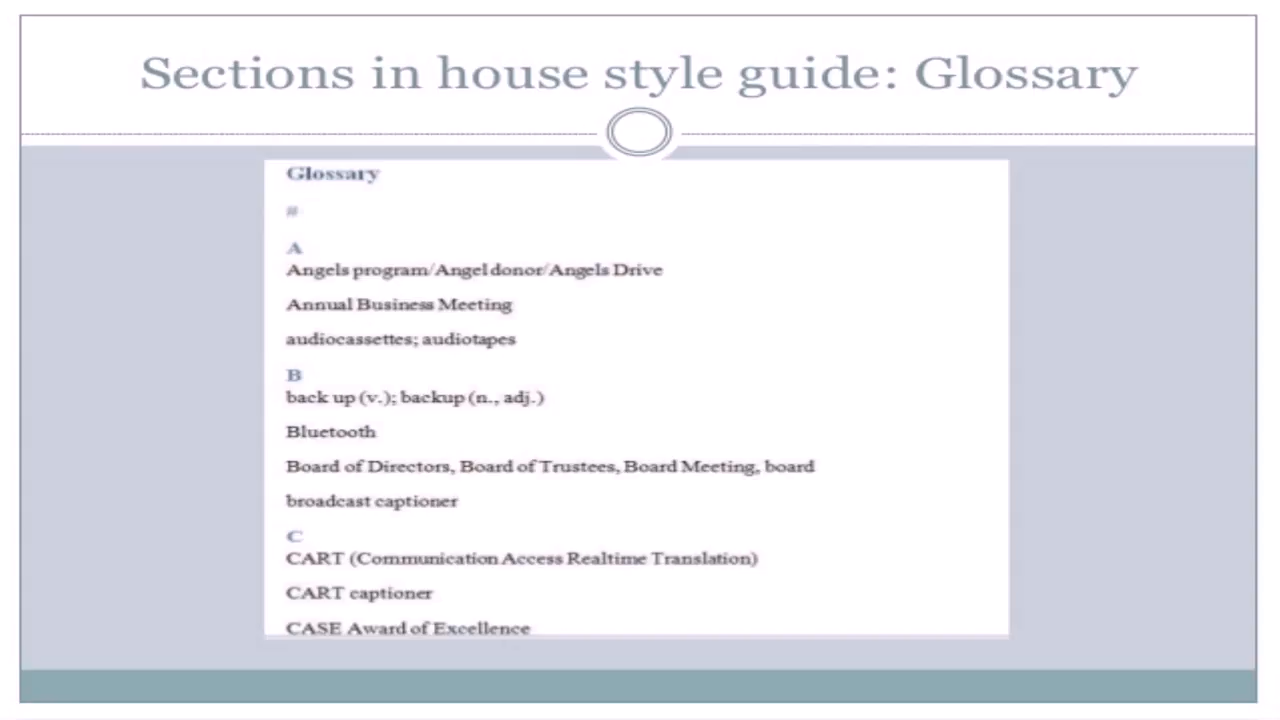 Sections in house style guide: Glossary
Glossary
#
A
Angels program/Angel donor/Angels Drive
Annual Business Meeting
audiocassettes; audiotapes
B
back up (v.); backup (n., adj.)
Bluetooth
Board of Directors, Board of Trustees, Board Meeting, board
broadcast captioner
C
CART (Communication Access Realtime Translation)
CART captioner
CASE Award of Excellence